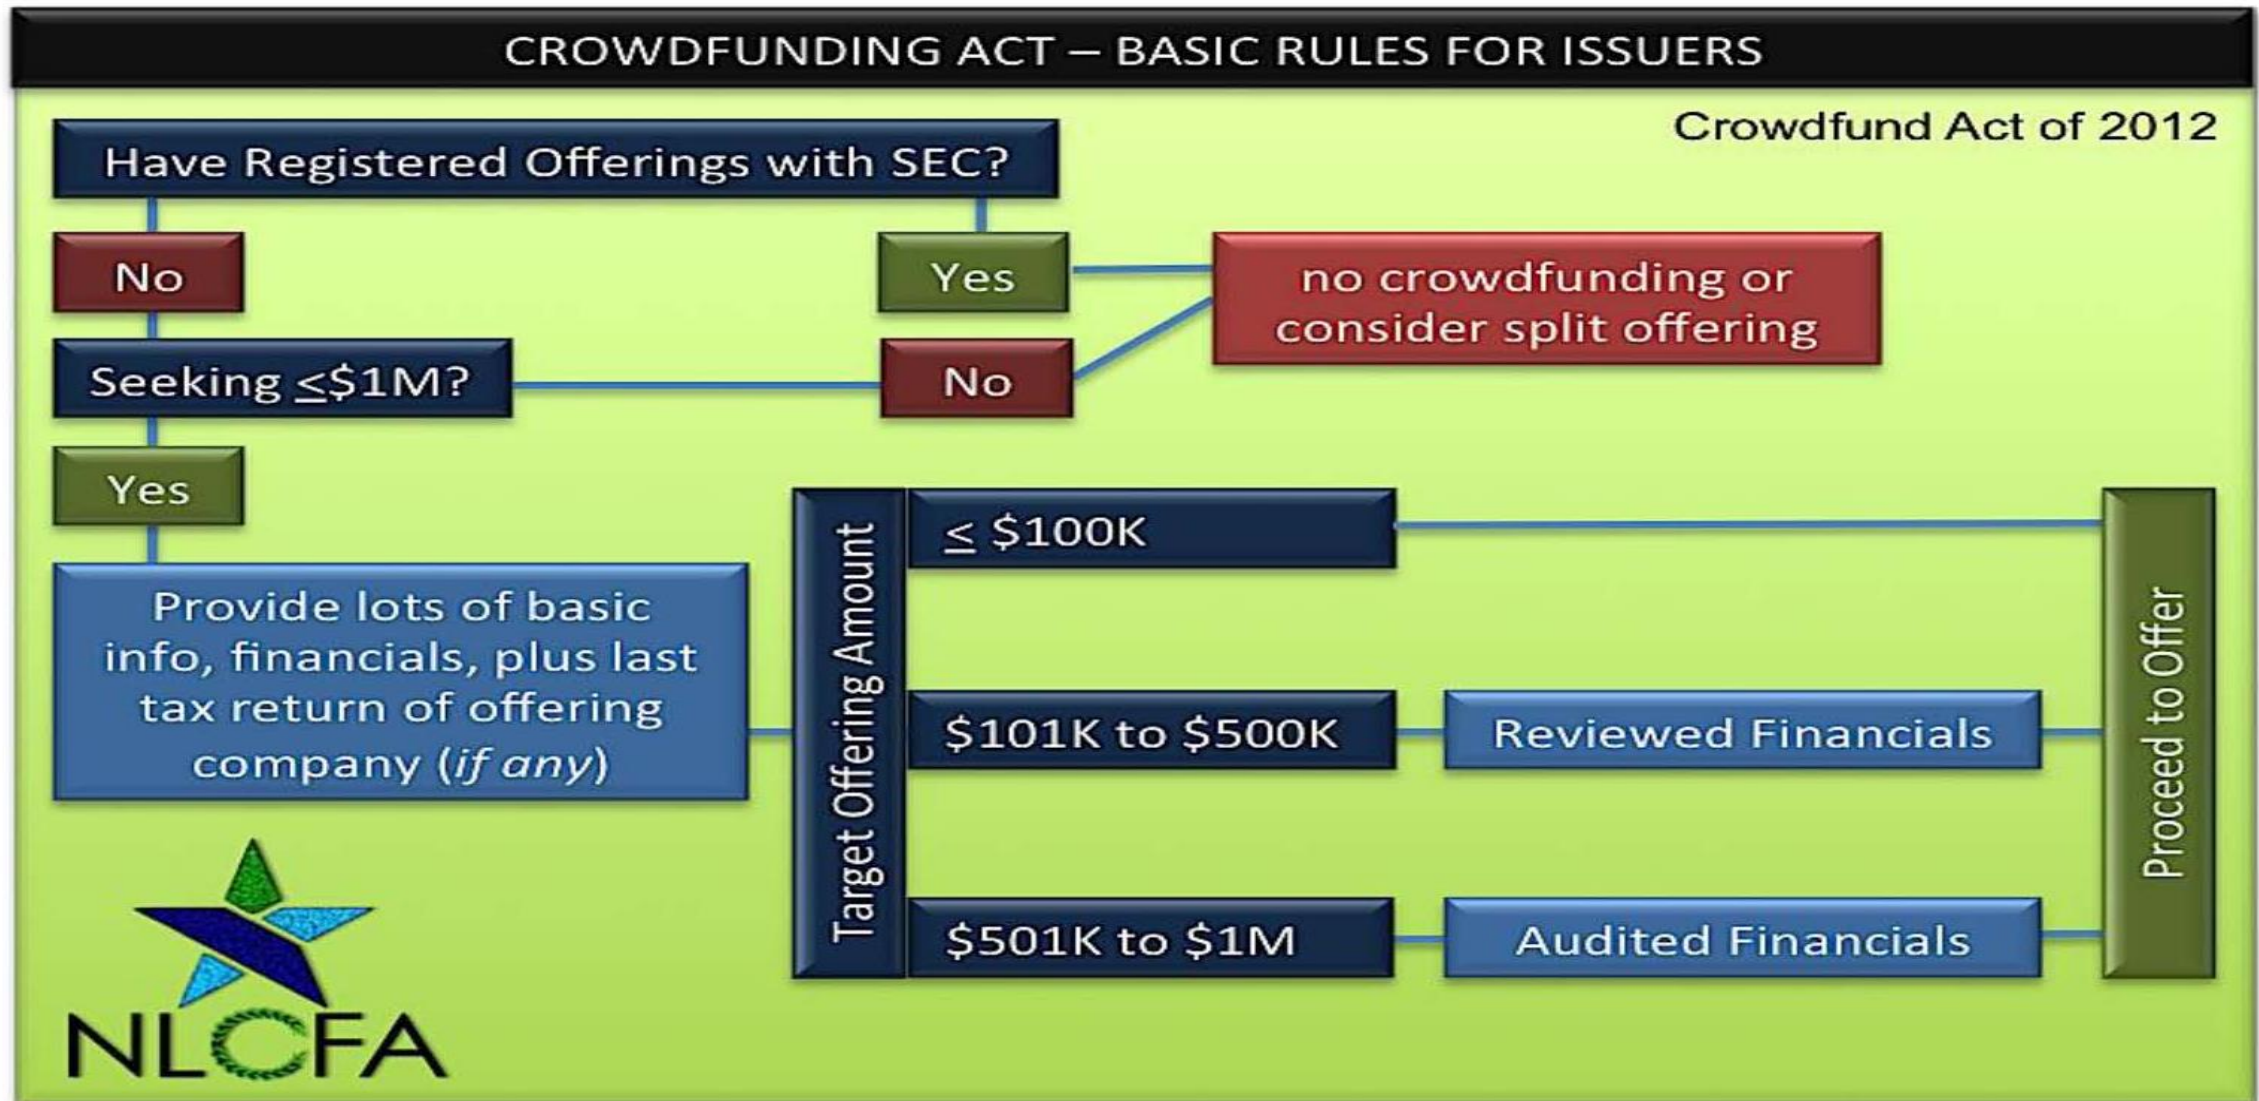 CROWDFUNDING ACT – BASIC RULES FOR ISSUERS
Crowdfund Act of 2012
Have Registered Offerings with SEC?
No
Yes
no crowdfunding or
consider split offering
Seeking ≤$1M?
No
Yes
Provide lots of basic
info, financials, plus last
tax return of offering
company (if any)
Target Offering Amount
≤ $100K
$101K to $500K
Reviewed Financials
$501K to $1M
Audited Financials
Proceed to Offer
NLCFA